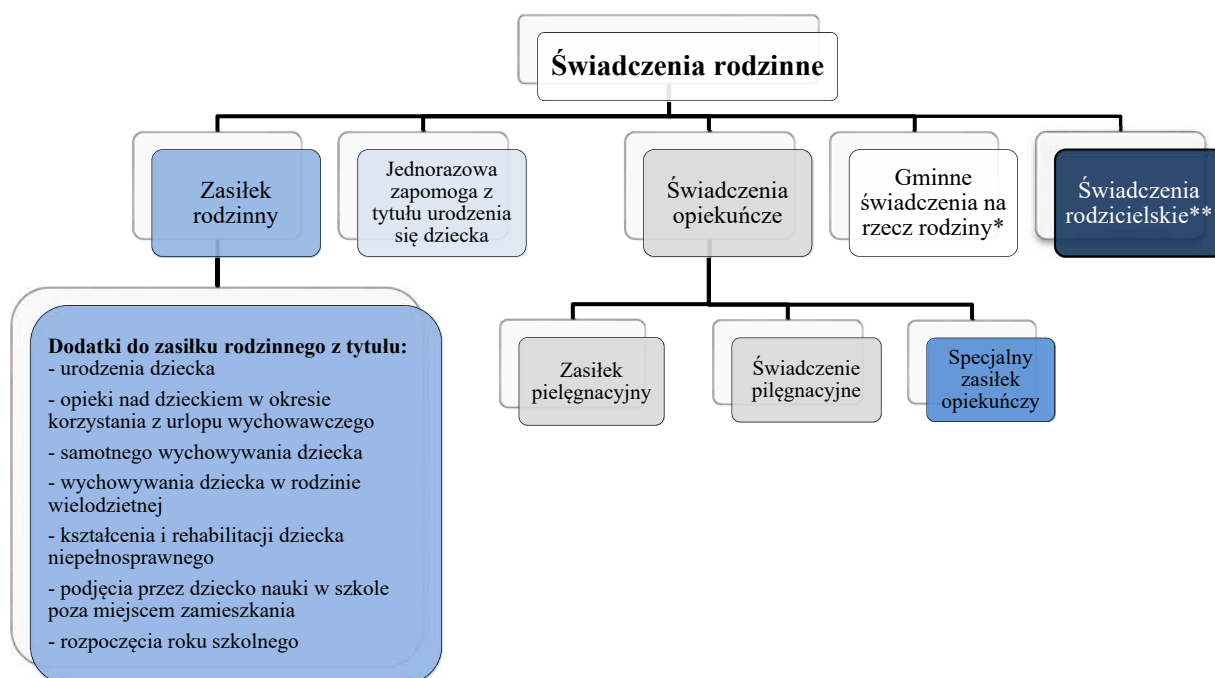 Świadczenia rodzinne
Zasiłek
rodzinny
Jednorazowa
zapomoga z
tytułu urodzenia
się dziecka
Świadczenia
opiekuńcze
Gminne
świadczenia na
rzecz rodziny*
Świadczenia
rodzicielskie**
Dodatki do zasiłku rodzinnego z tytułu:
- urodzenia dziecka
- opieki nad dzieckiem w okresie
korzystania z urlopu wychowawczego
- samotnego wychowywania dziecka
- wychowywania dziecka w rodzinie
wielodzietnej
- kształcenia i rehabilitacji dziecka
niepełnosprawnego
- podjęcia przez dziecko nauki w szkole
poza miejscem zamieszkania
- rozpoczęcia roku szkolnego
Zasiłek
pielęgnacyjny
Świadczenie
pilęgnacyjne
Specjalny
zasiłek
opiekuńczy